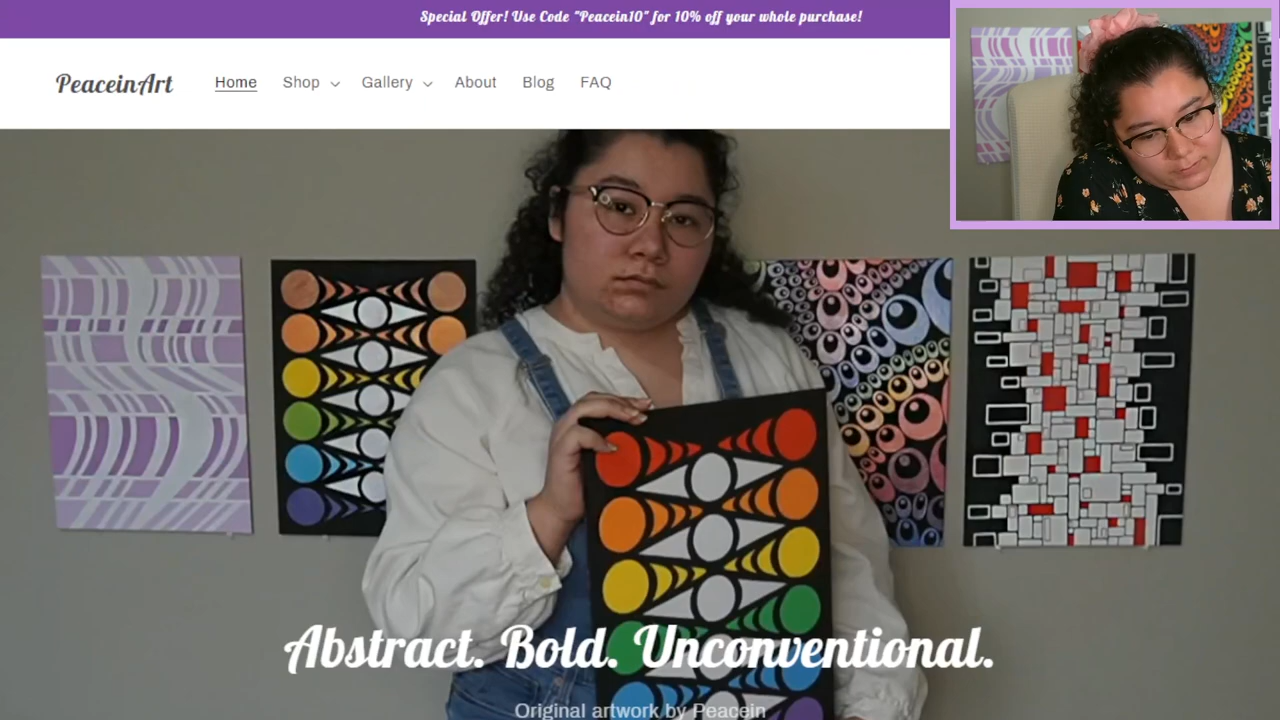 Special Offer! Use Code "Peacein10" for 10% off your whole purchase!
PeaceinArt Home Shop Gallery About Blog FAQ
Abstract. Bold. Unconventional.
Original artwork by Peacein